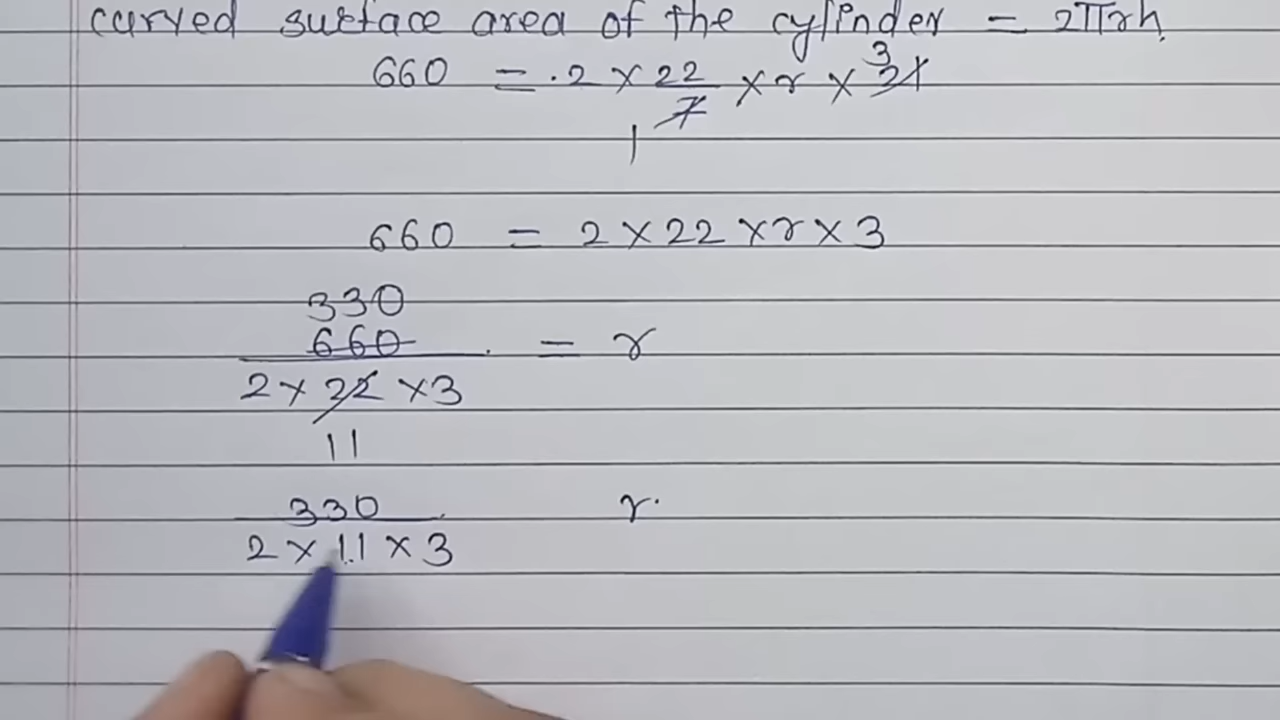 curved surface area of the cylinder = 2πrh.
3
660 = .2 × 22/7 × r × 21
1
660 = 2 × 22 × r × 3
330
660 = r
2 × 22 × 3
11
330 r.
2 × 11 × 3